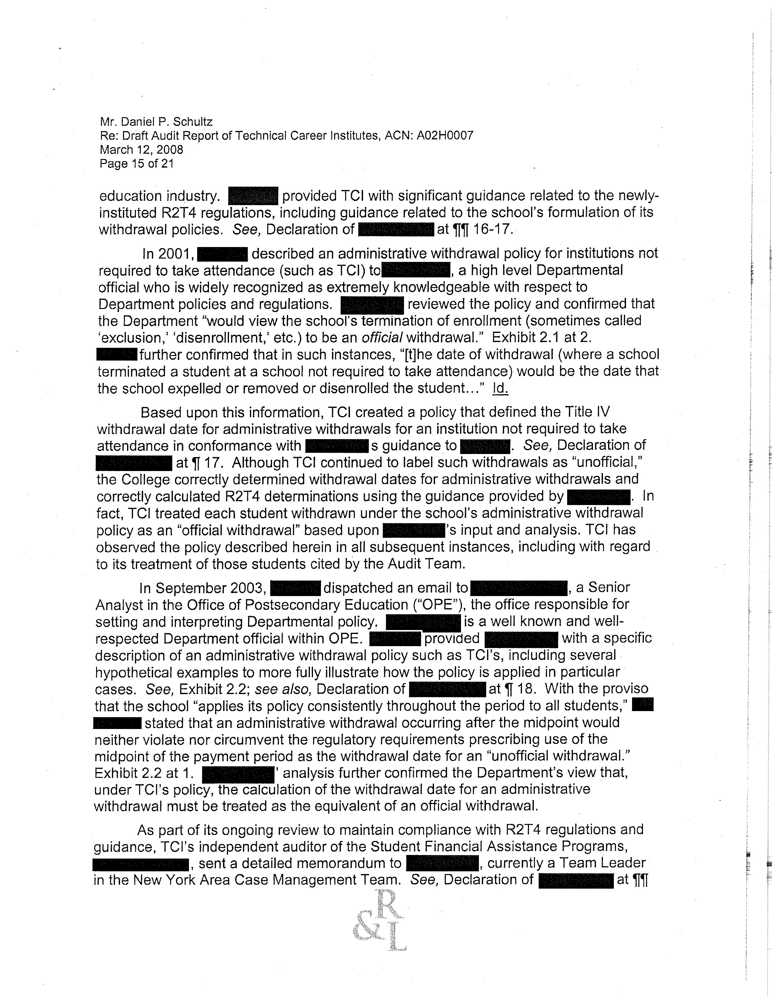 Mr. Daniel P. Schultz
Re: Draft Audit Report of Technical Career Institutes, ACN: A02H0007
March 12, 2008
Page 15 of 21
education industry. provided TCI with significant guidance related to the newly-
instituted R2T4 regulations, including guidance related to the school's formulation of its
withdrawal policies. See, Declaration of at ¶¶ 16-17.
In 2001, described an administrative withdrawal policy for institutions not
required to take attendance (such as TCI) to , a high level Departmental
official who is widely recognized as extremely knowledgeable with respect to
Department policies and regulations. reviewed the policy and confirmed that
the Department “would view the school's termination of enrollment (sometimes called
‘exclusion,’ ‘disenrollment,’ etc.) to be an official withdrawal.” Exhibit 2.1 at 2.
further confirmed that in such instances, “[t]he date of withdrawal (where a school
terminated a student at a school not required to take attendance) would be the date that
the school expelled or removed or disenrolled the student…” Id.
Based upon this information, TCI created a policy that defined the Title IV
withdrawal date for administrative withdrawals for an institution not required to take
attendance in conformance with s guidance to . See, Declaration of
at ¶ 17. Although TCI continued to label such withdrawals as “unofficial,”
the College correctly determined withdrawal dates for administrative withdrawals and
correctly calculated R2T4 determinations using the guidance provided by . In
fact, TCI treated each student withdrawn under the school's administrative withdrawal
policy as an “official withdrawal” based upon 's input and analysis. TCI has
observed the policy described herein in all subsequent instances, including with regard
to its treatment of those students cited by the Audit Team.
In September 2003, dispatched an email to , a Senior
Analyst in the Office of Postsecondary Education (“OPE”), the office responsible for
setting and interpreting Departmental policy. is a well known and well-
respected Department official within OPE. provided with a specific
description of an administrative withdrawal policy such as TCI's, including several
hypothetical examples to more fully illustrate how the policy is applied in particular
cases. See, Exhibit 2.2; see also, Declaration of at ¶ 18. With the proviso
that the school “applies its policy consistently throughout the period to all students,”
stated that an administrative withdrawal occurring after the midpoint would
neither violate nor circumvent the regulatory requirements prescribing use of the
midpoint of the payment period as the withdrawal date for an “unofficial withdrawal.”
Exhibit 2.2 at 1. ' analysis further confirmed the Department's view that,
under TCI's policy, the calculation of the withdrawal date for an administrative
withdrawal must be treated as the equivalent of an official withdrawal.
As part of its ongoing review to maintain compliance with R2T4 regulations and
guidance, TCI's independent auditor of the Student Financial Assistance Programs,
, sent a detailed memorandum to , currently a Team Leader
in the New York Area Case Management Team. See, Declaration of at ¶¶
R
& L